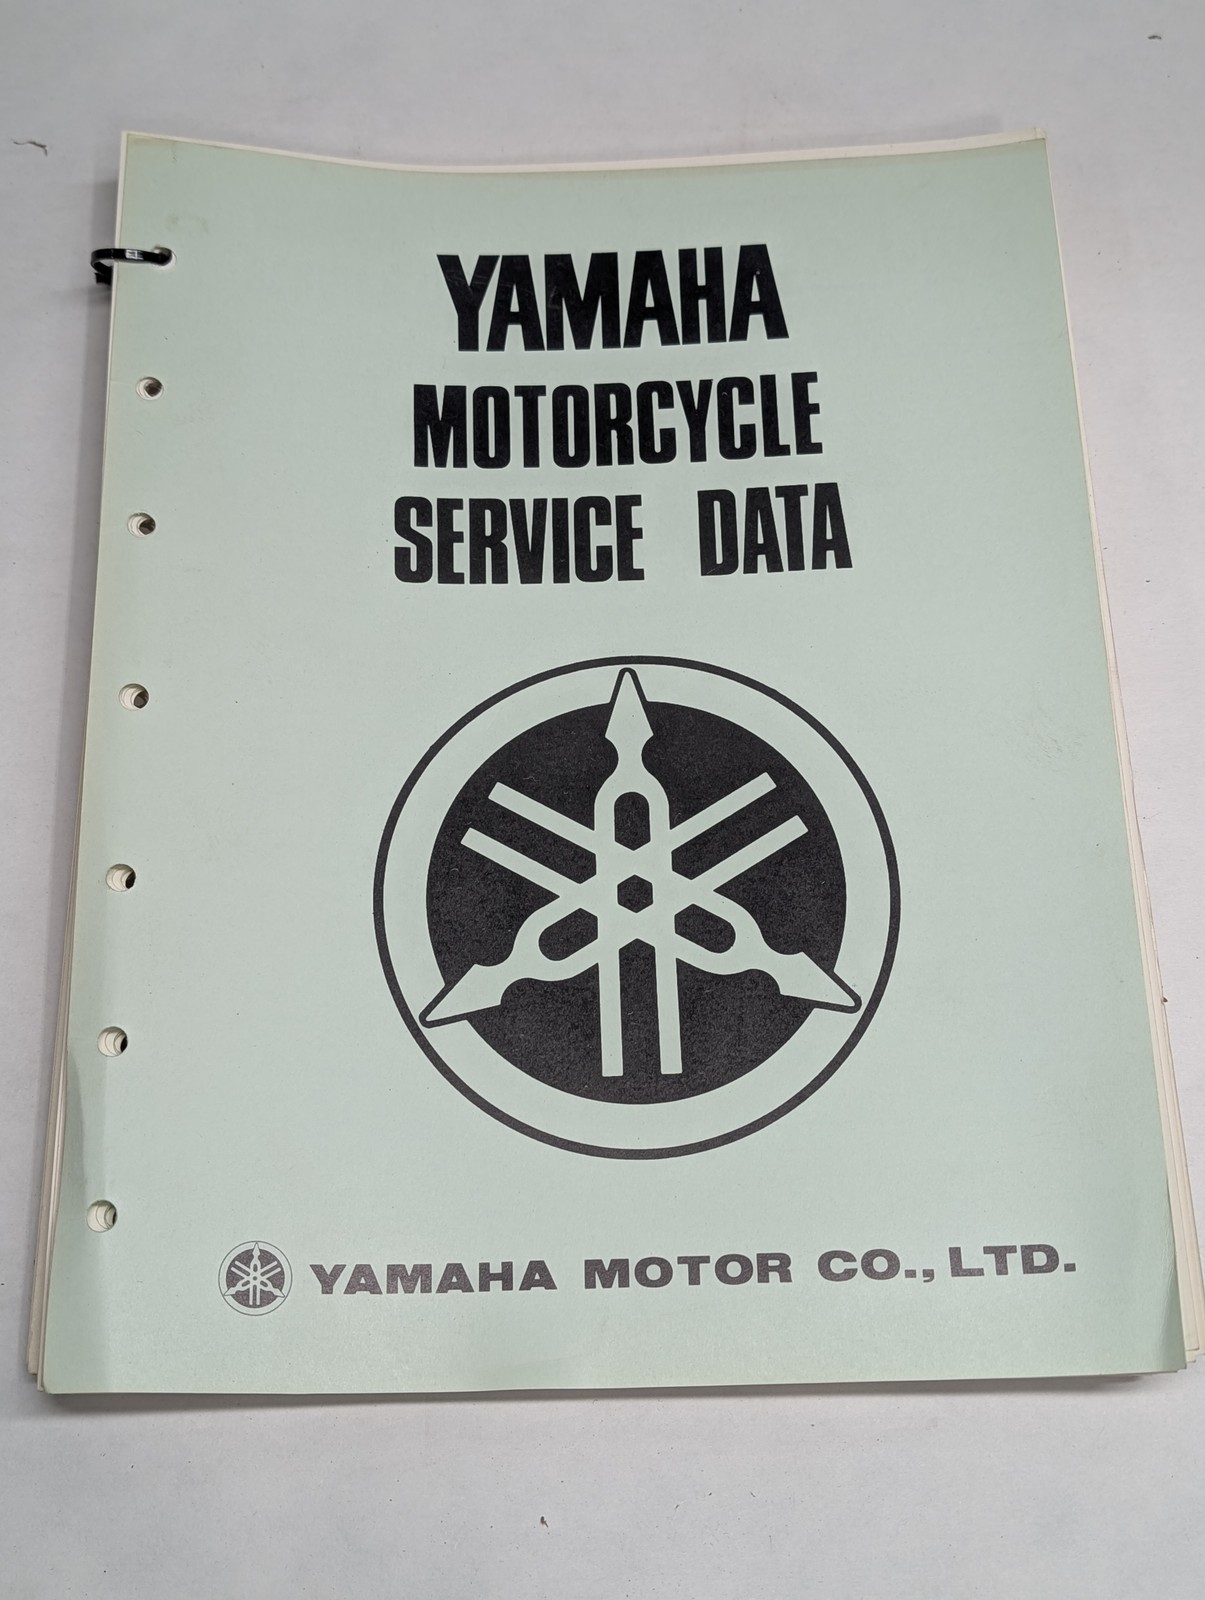 YAMAHA
MOTORCYCLE
SERVICE DATA
YAMAHA MOTOR CO., LTD.